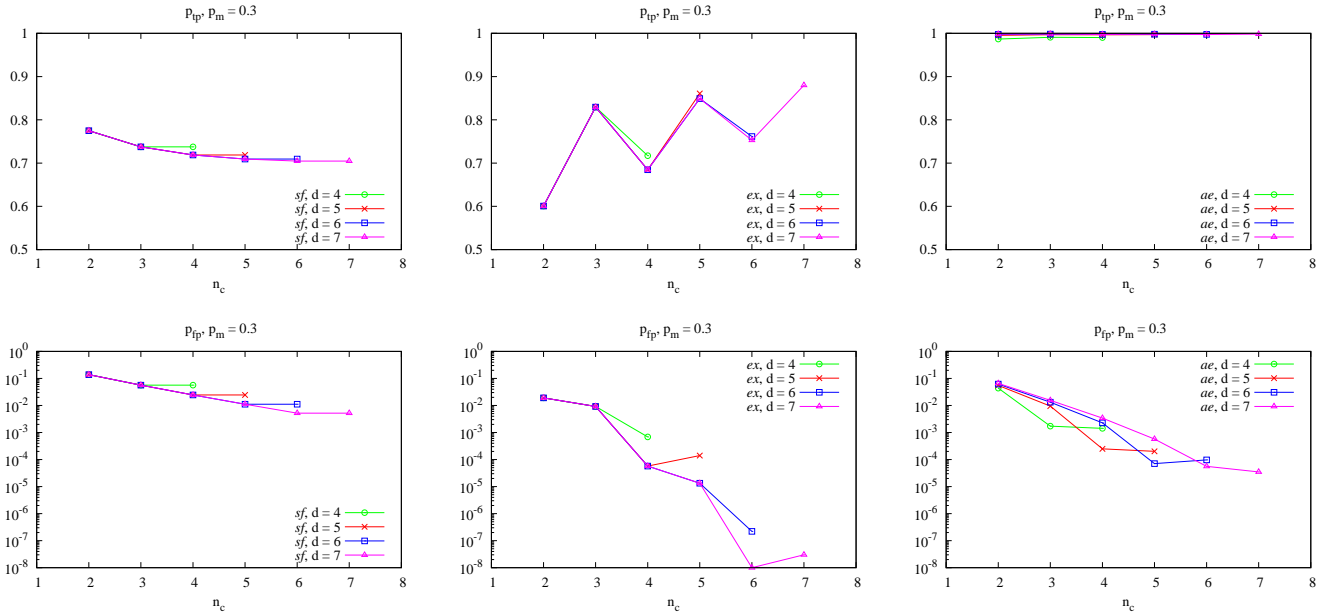 p_tp, p_m = 0.3
1
0.9
0.8
0.7
0.6
0.5
sf, d = 4
sf, d = 5
sf, d = 6
sf, d = 7
1 2 3 4 5 6 7 8
n_c
p_tp, p_m = 0.3
1
0.9
0.8
0.7
0.6
0.5
ex, d = 4
ex, d = 5
ex, d = 6
ex, d = 7
1 2 3 4 5 6 7 8
n_c
p_tp, p_m = 0.3
1
0.9
0.8
0.7
0.6
0.5
ae, d = 4
ae, d = 5
ae, d = 6
ae, d = 7
1 2 3 4 5 6 7 8
n_c
p_fp, p_m = 0.3
10^0
10^-1
10^-2
10^-3
10^-4
10^-5
10^-6
10^-7
10^-8
sf, d = 4
sf, d = 5
sf, d = 6
sf, d = 7
1 2 3 4 5 6 7 8
n_c
p_fp, p_m = 0.3
10^0
10^-1
10^-2
10^-3
10^-4
10^-5
10^-6
10^-7
10^-8
ex, d = 4
ex, d = 5
ex, d = 6
ex, d = 7
1 2 3 4 5 6 7 8
n_c
p_fp, p_m = 0.3
10^0
10^-1
10^-2
10^-3
10^-4
10^-5
10^-6
10^-7
10^-8
ae, d = 4
ae, d = 5
ae, d = 6
ae, d = 7
1 2 3 4 5 6 7 8
n_c